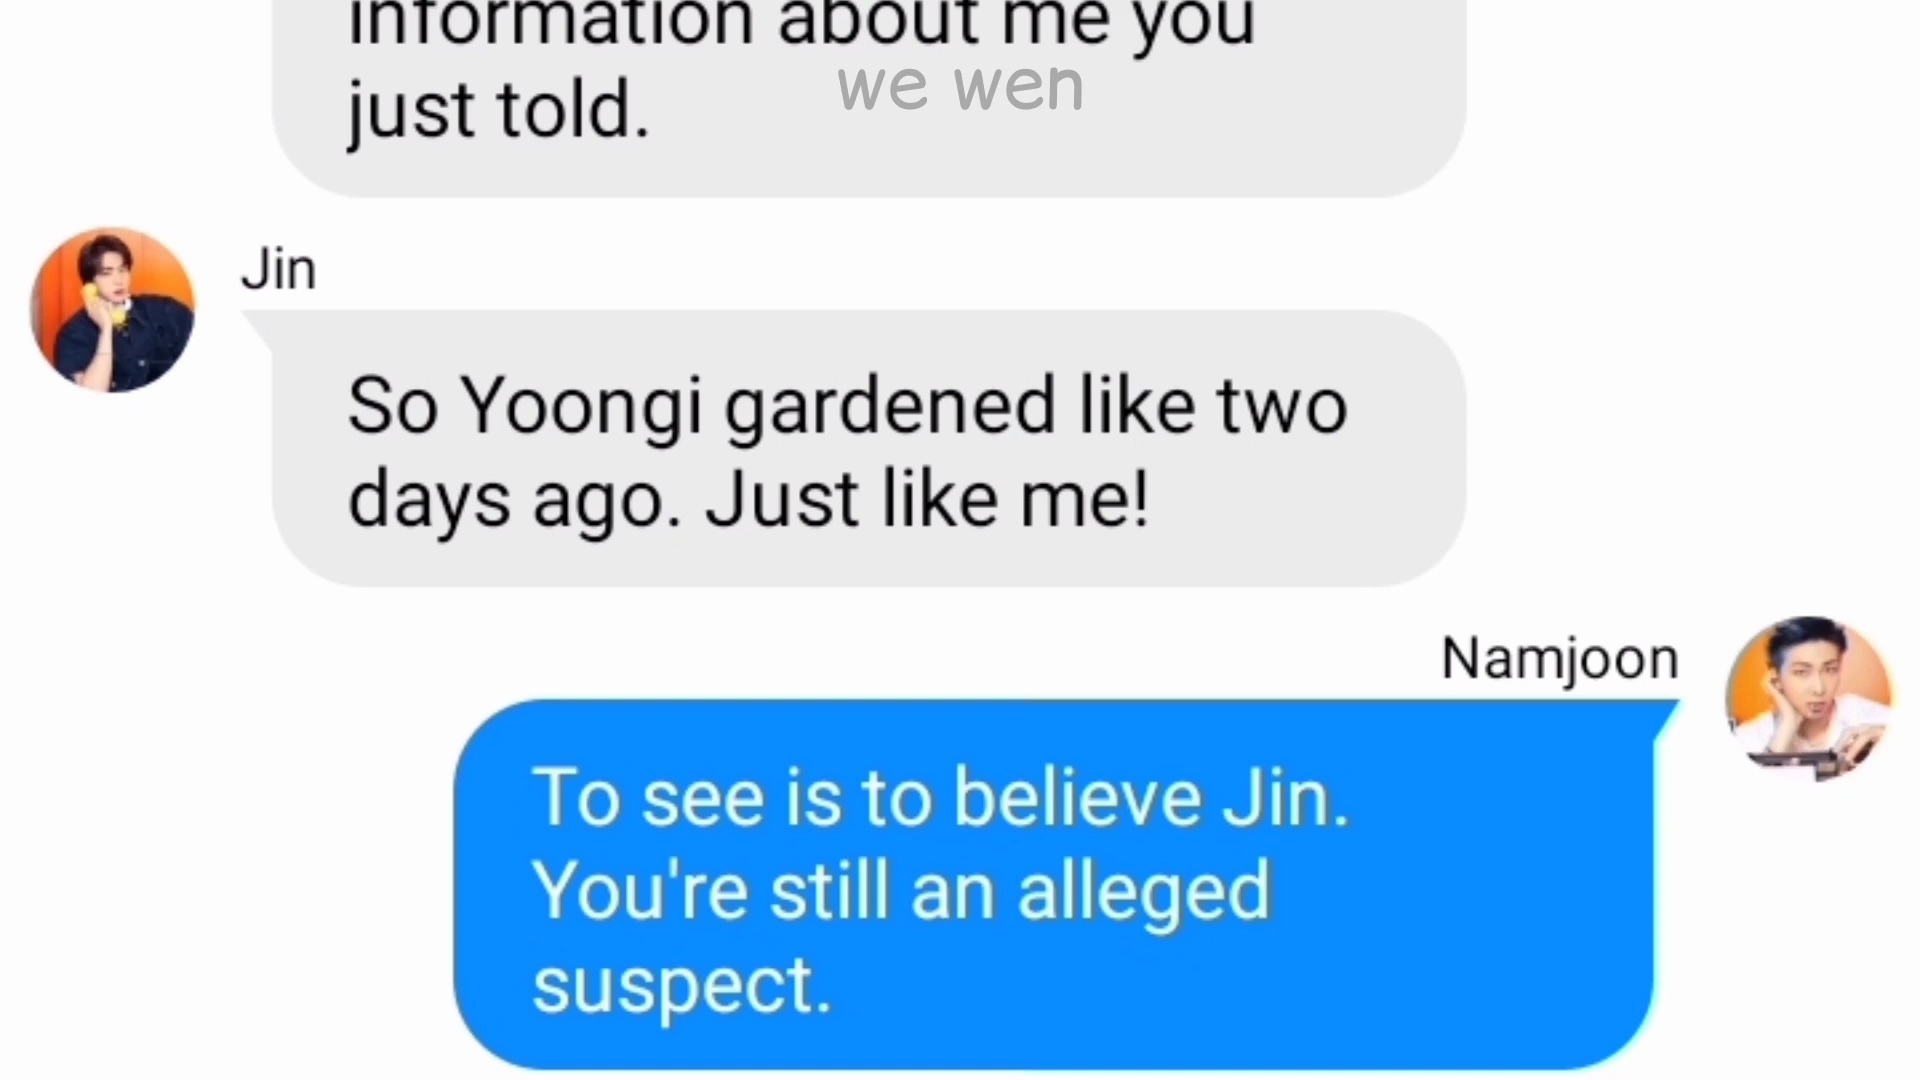 information about me you
just told.
we wen
Jin
So Yoongi gardened like two
days ago. Just like me!
Namjoon
To see is to believe Jin.
You're still an alleged
suspect.